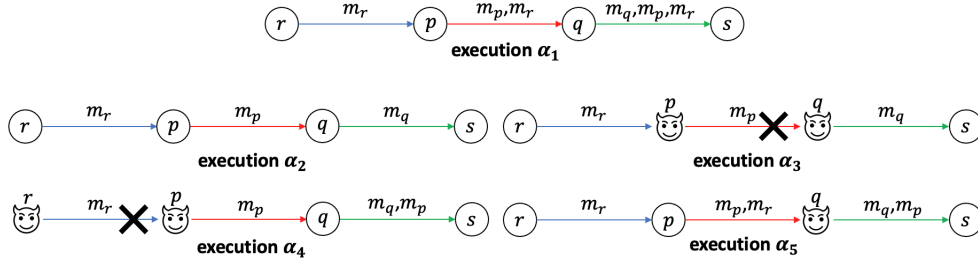 r m_r p m_p,m_r q m_q,m_p,m_r s
execution α_1
r m_r p m_p q m_q s
execution α_2
r m_r p m_p q m_q s
execution α_3
r m_r p m_p q m_q,m_p s
execution α_4
r m_r p m_p,m_r q m_q,m_p s
execution α_5